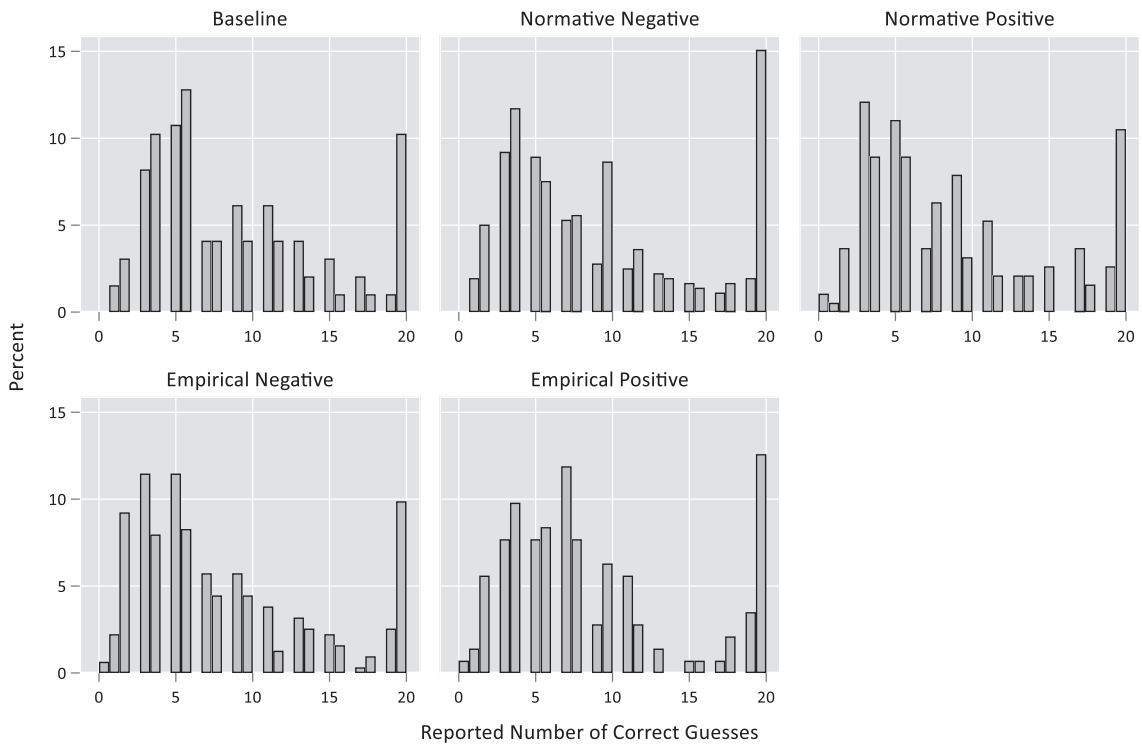 Baseline Normative Negative Normative Positive
15
10
5
0
0 5 10 15 20 0 5 10 15 20 0 5 10 15 20
Percent
Empirical Negative Empirical Positive
15
10
5
0
0 5 10 15 20 0 5 10 15 20
Reported Number of Correct Guesses